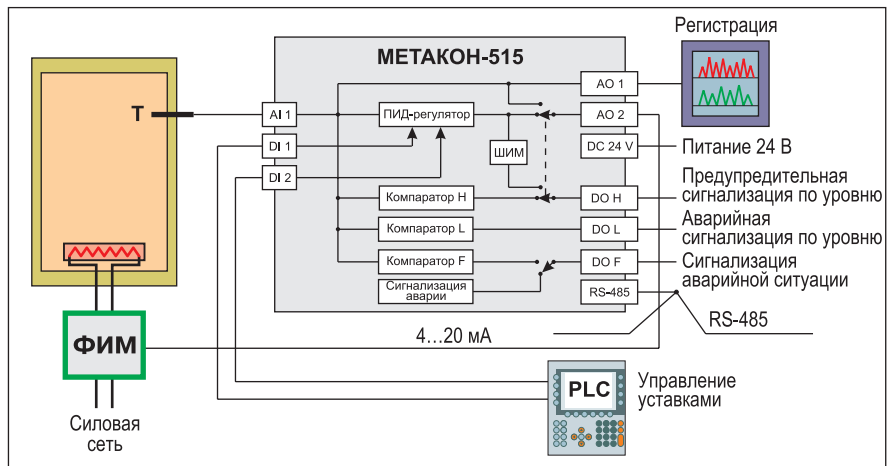 Регистрация
МЕТАКОН-515
T
AI 1
DI 1
DI 2
ПИД-регулятор
ШИМ
Компаратор H
Компаратор L
Компаратор F
Сигнализация
аварии
AO 1
AO 2
DC 24 V
DO H
DO L
DO F
RS-485
Питание 24 В
Предупредительная
сигнализация по уровню
Аварийная
сигнализация по уровню
Сигнализация
аварийной ситуации
RS-485
4...20 мА
ФИМ
Силовая
сеть
PLC
Управление
уставками